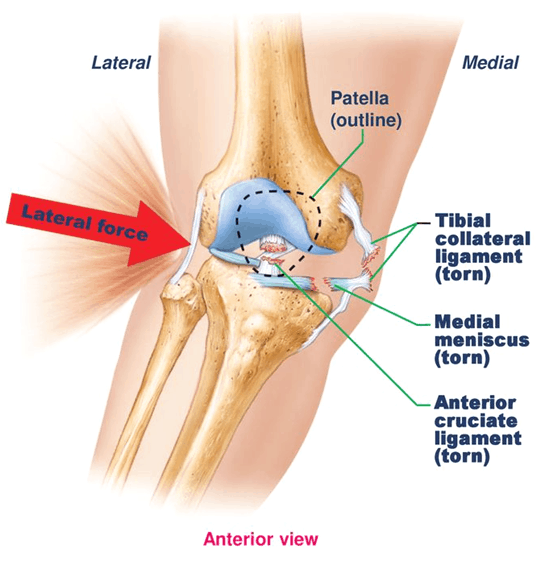 Lateral
Medial
Patella
(outline)
Lateral force
Tibial
collateral
ligament
(torn)
Medial
meniscus
(torn)
Anterior
cruciate
ligament
(torn)
Anterior view